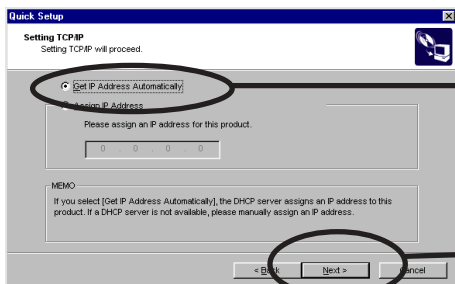 Quick Setup
Setting TCP/IP
Setting TCP/IP will proceed.
Get IP Address Automatically
Assign IP Address
Please assign an IP address for this product.
0 . 0 . 0 . 0
MEMO
If you select [Get IP Address Automatically], the DHCP server assigns an IP address to this
product. If a DHCP server is not available, please manually assign an IP address.
< Back Next > Cancel